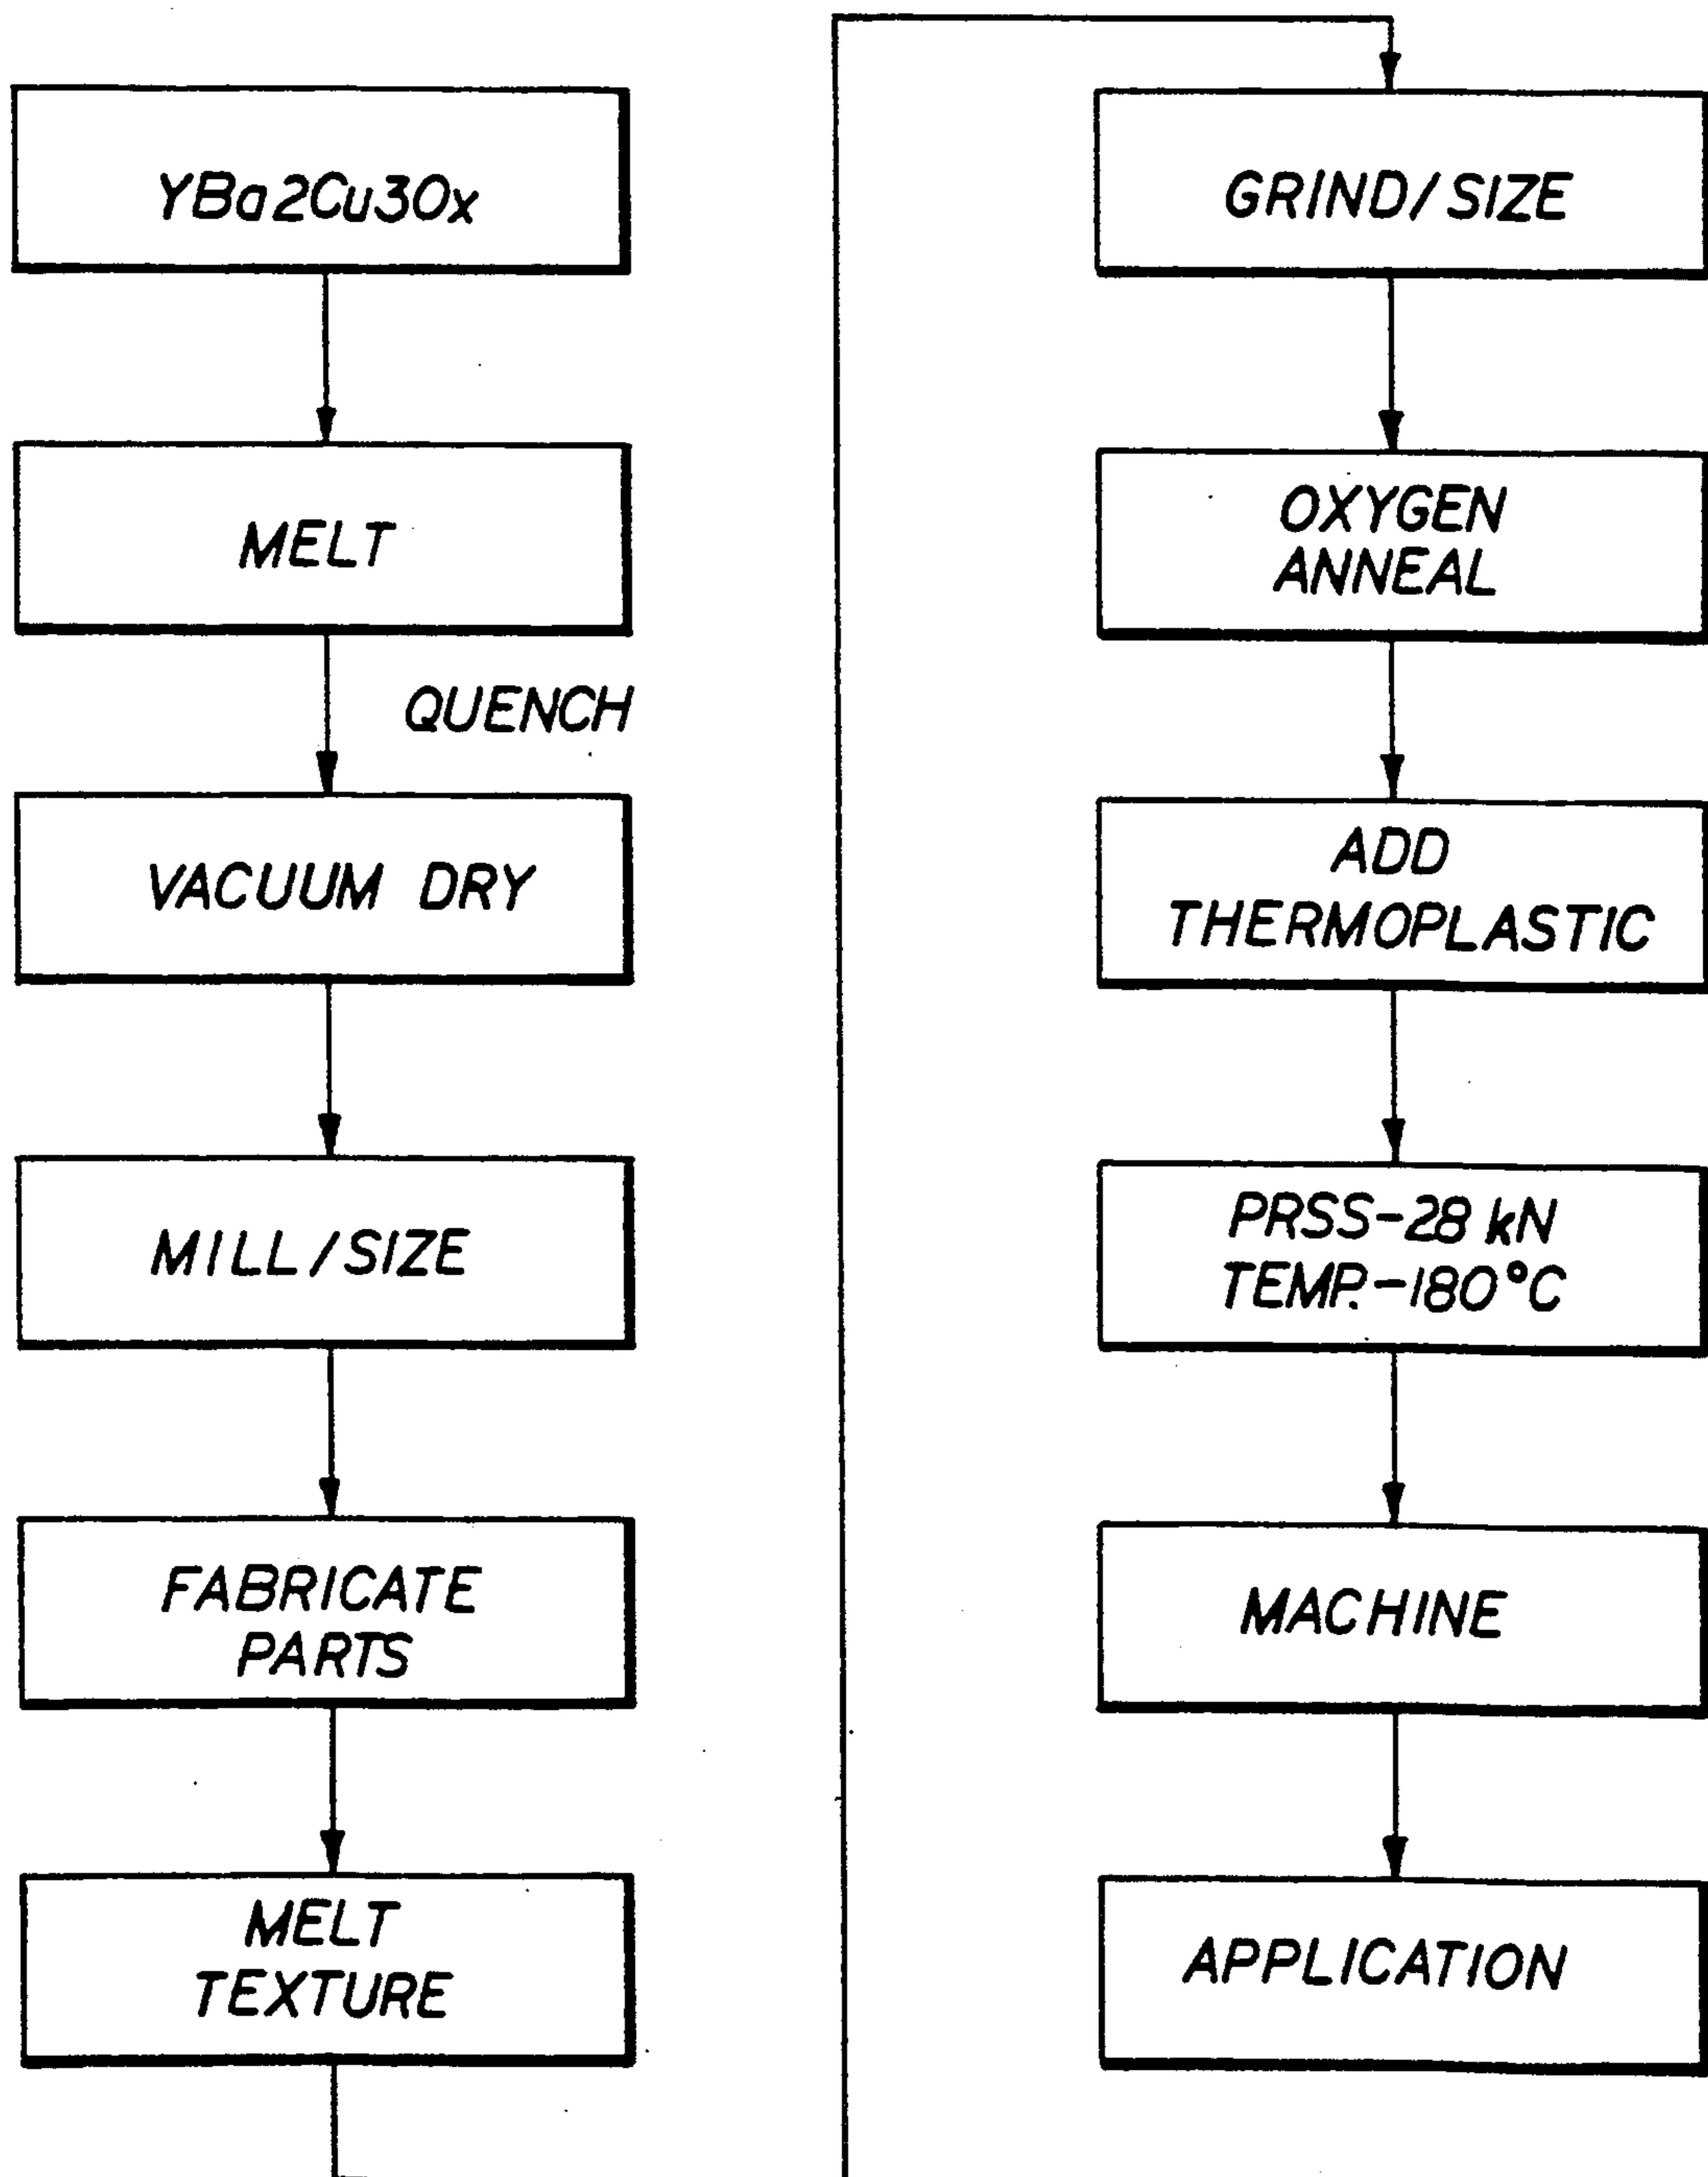 YBa2Cu3Ox
MELT
QUENCH
VACUUM DRY
MILL/SIZE
FABRICATE
PARTS
MELT
TEXTURE
GRIND/SIZE
OXYGEN
ANNEAL
ADD
THERMOPLASTIC
PRSS-28 kN
TEMP.-180°C
MACHINE
APPLICATION